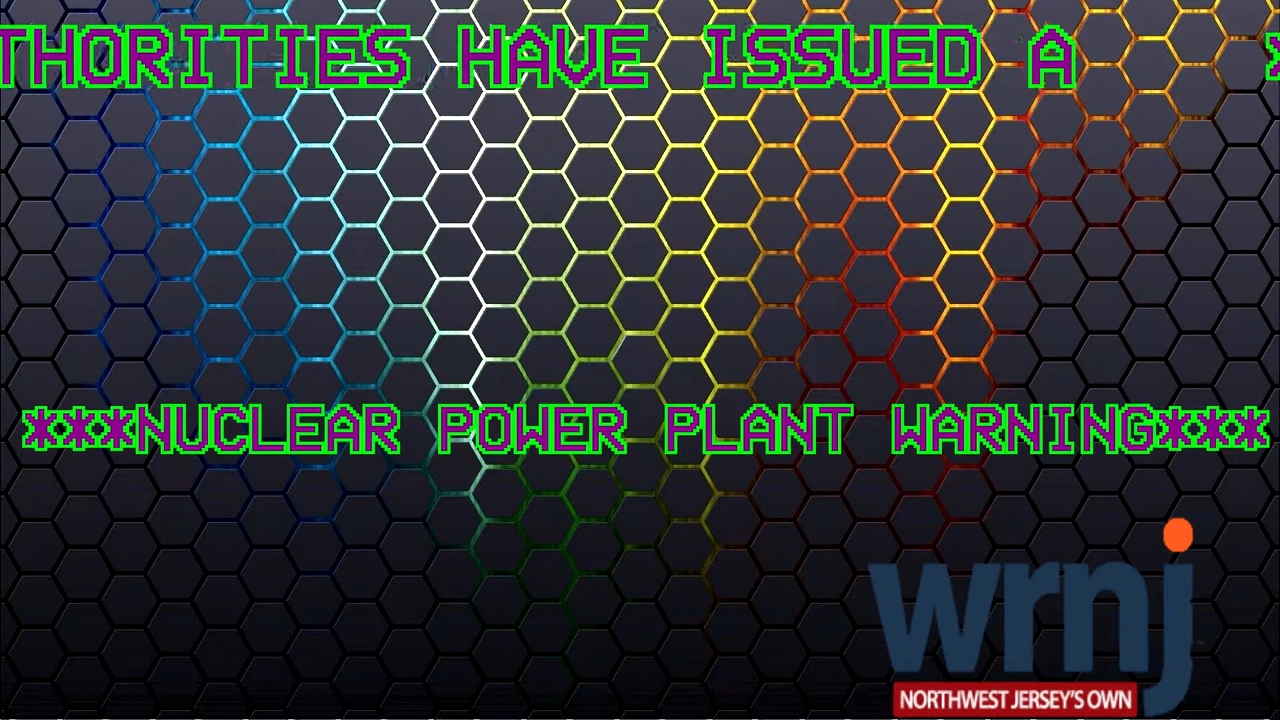 THORITIES HAVE ISSUED A
***NUCLEAR POWER PLANT WARNING***
wrnj
NORTHWEST JERSEY'S OWN